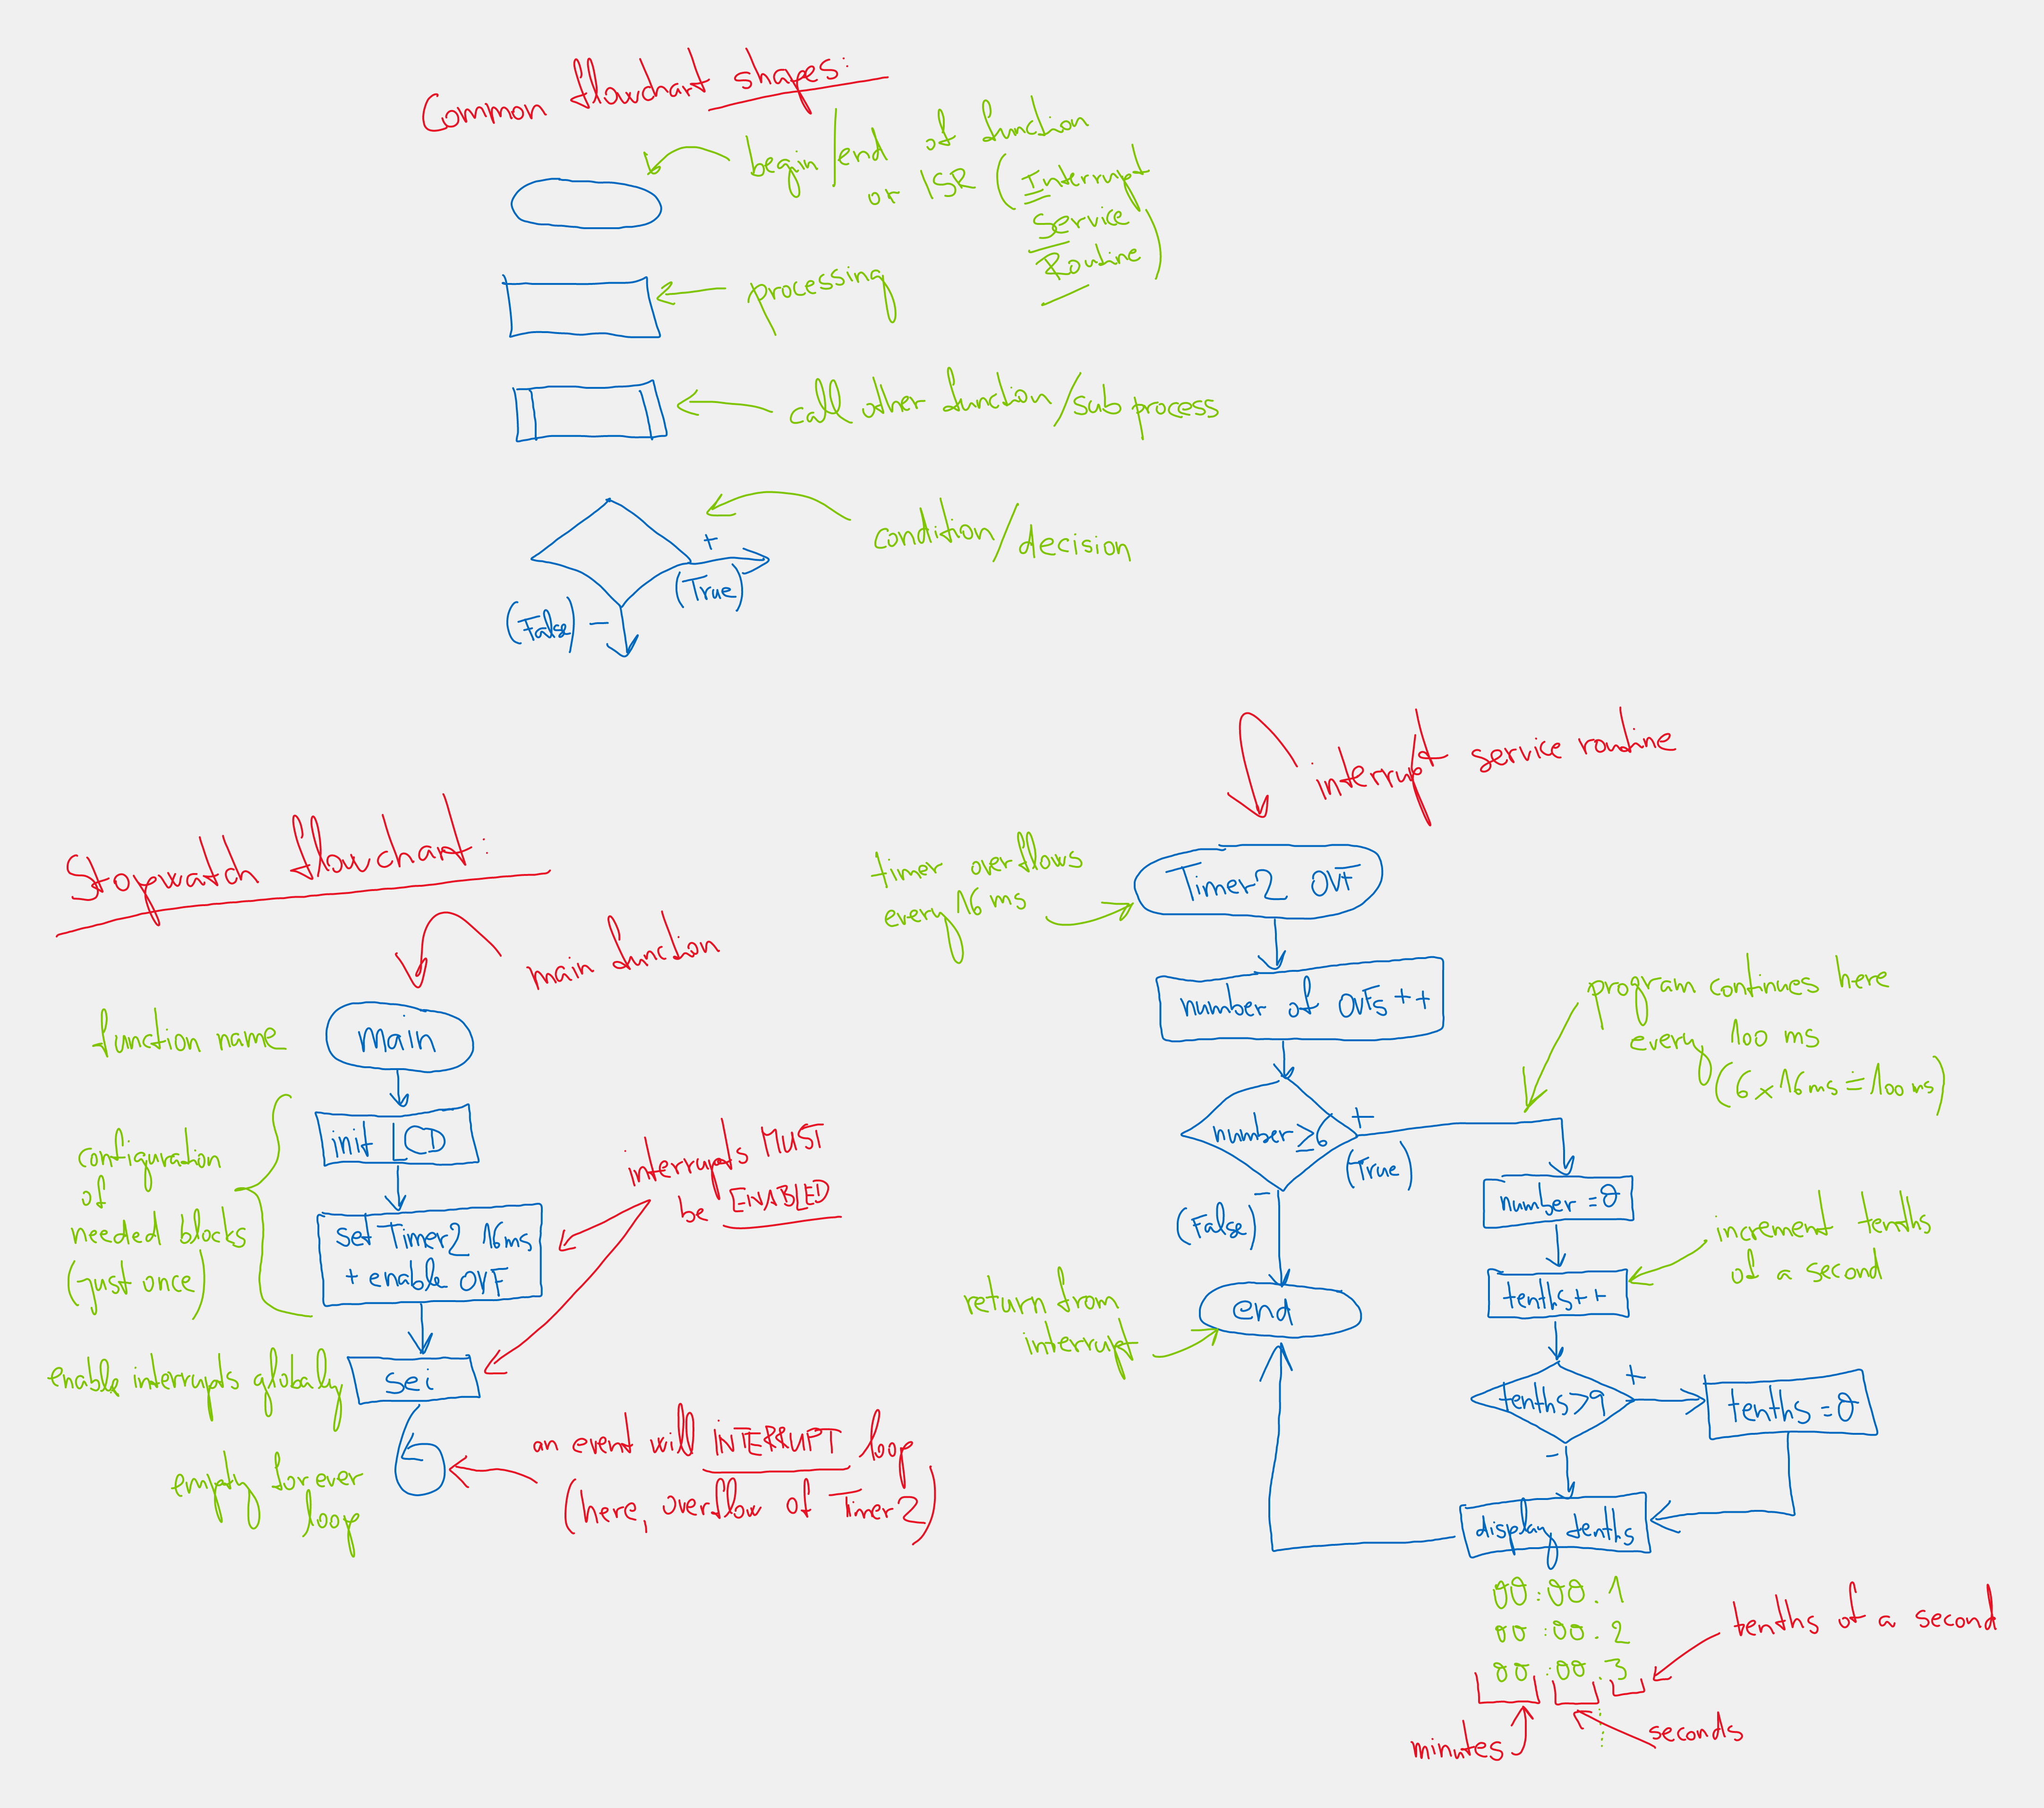 Common flowchart shapes:
begin/end of function
or ISR (Interrupt
Service
Routine)
processing
call other function/sub process
condition/decision
+
(True)
(False) -
Stopwatch flowchart:
main function
function name
main
configuration
of
needed blocks
(just once)
init LCD
set Timer2 16ms
+ enable OVF
interrupts MUST
be ENABLED
enable interrupts globally
sei
empty forever
loop
an event will INTERRUPT loop
(here, overflow of Timer2)
interrupt service routine
timer overflows
every 16 ms
Timer2 OVF
number of OVFs ++
program continues here
every 100 ms
(6 x 16 ms ≐ 100 ms)
number ≥ 6
+
(True)
-
(False)
number = 0
increment tenths
of a second
tenths++
return from
interrupt
end
tenths > 9
+
tenths = 0
-
display tenths
00:00.1
00:00.2
00:00.3
tenths of a second
minutes
seconds